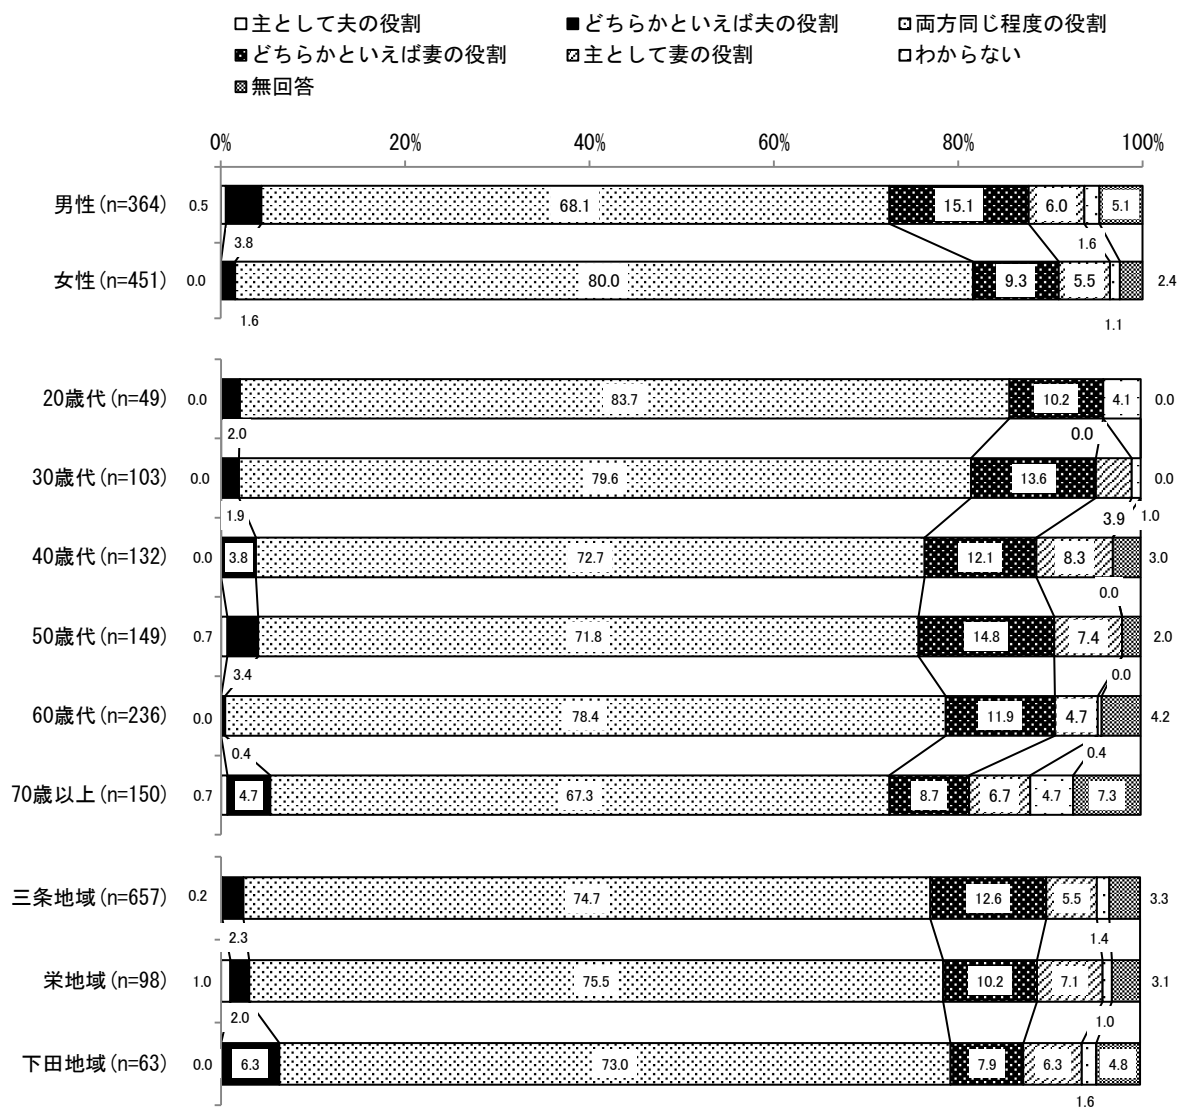 □主として夫の役割 ■どちらかといえば夫の役割 □両方同じ程度の役割
■どちらかといえば妻の役割 □主として妻の役割 □わからない
■無回答
0% 20% 40% 60% 80% 100%
男性(n=364) 0.5 68.1 15.1 6.0 5.1
3.8 1.6
女性(n=451) 0.0 80.0 9.3 5.5 2.4
1.6 1.1
20歳代(n=49) 0.0 83.7 10.2 4.1 0.0
2.0 0.0
30歳代(n=103) 0.0 79.6 13.6 0.0
1.9 3.9 1.0
40歳代(n=132) 0.0 3.8 72.7 12.1 8.3 3.0
0.0
50歳代(n=149) 0.7 71.8 14.8 7.4 2.0
3.4 0.0
60歳代(n=236) 0.0 78.4 11.9 4.7 4.2
0.4 0.4
70歳以上(n=150) 0.7 4.7 67.3 8.7 6.7 4.7 7.3
三条地域(n=657) 0.2 74.7 12.6 5.5 3.3
2.3 1.4
栄地域(n=98) 1.0 75.5 10.2 7.1 3.1
2.0 1.0
下田地域(n=63) 0.0 6.3 73.0 7.9 6.3 4.8
1.6